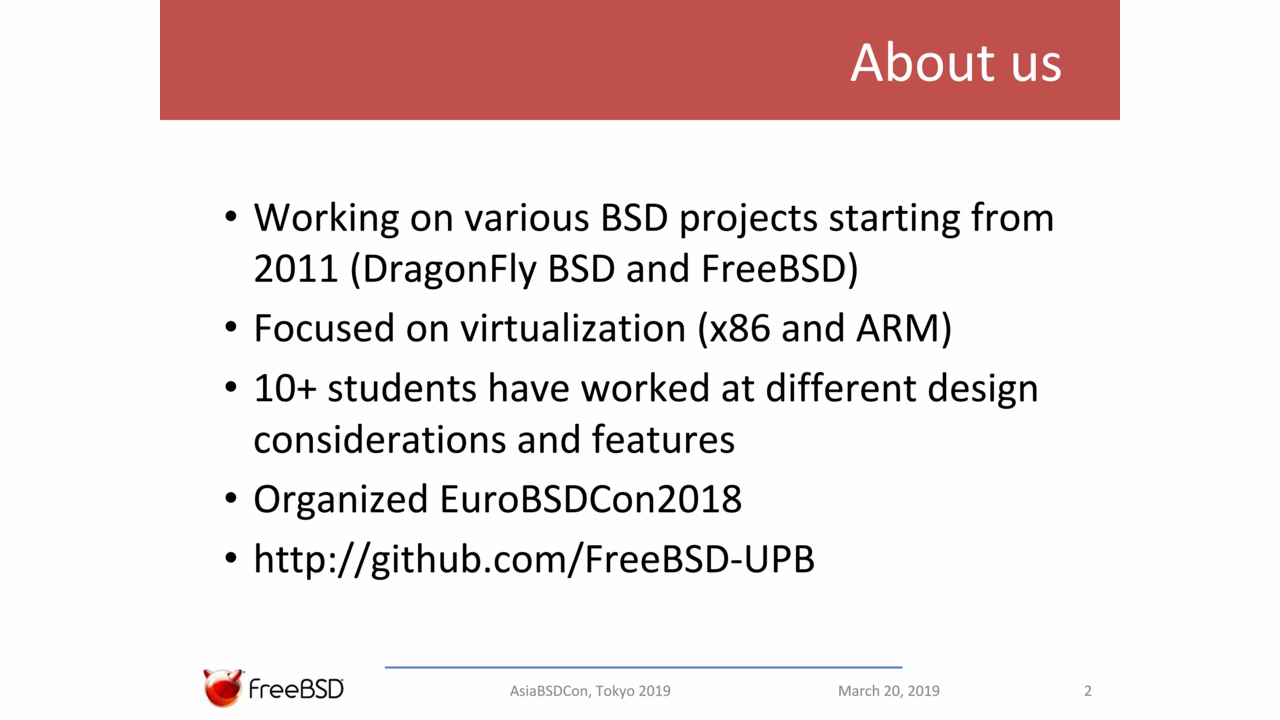 About us
• Working on various BSD projects starting from
2011 (DragonFly BSD and FreeBSD)
• Focused on virtualization (x86 and ARM)
• 10+ students have worked at different design
considerations and features
• Organized EuroBSDCon2018
• http://github.com/FreeBSD-UPB
FreeBSD
AsiaBSDCon, Tokyo 2019
March 20, 2019
2